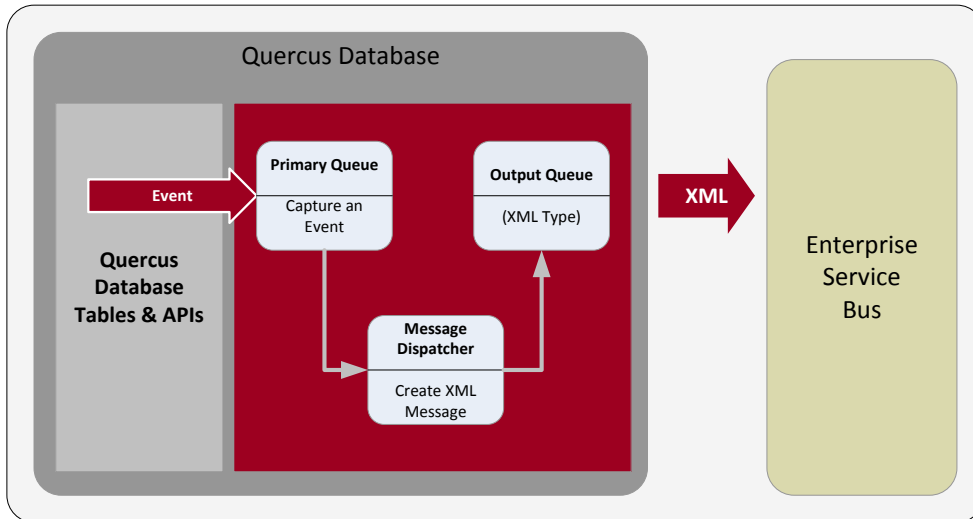 Quercus Database
Event
Quercus
Database
Tables & APIs
Primary Queue
Capture an
Event
Message
Dispatcher
Create XML
Message
Output Queue
(XML Type)
XML
Enterprise
Service
Bus